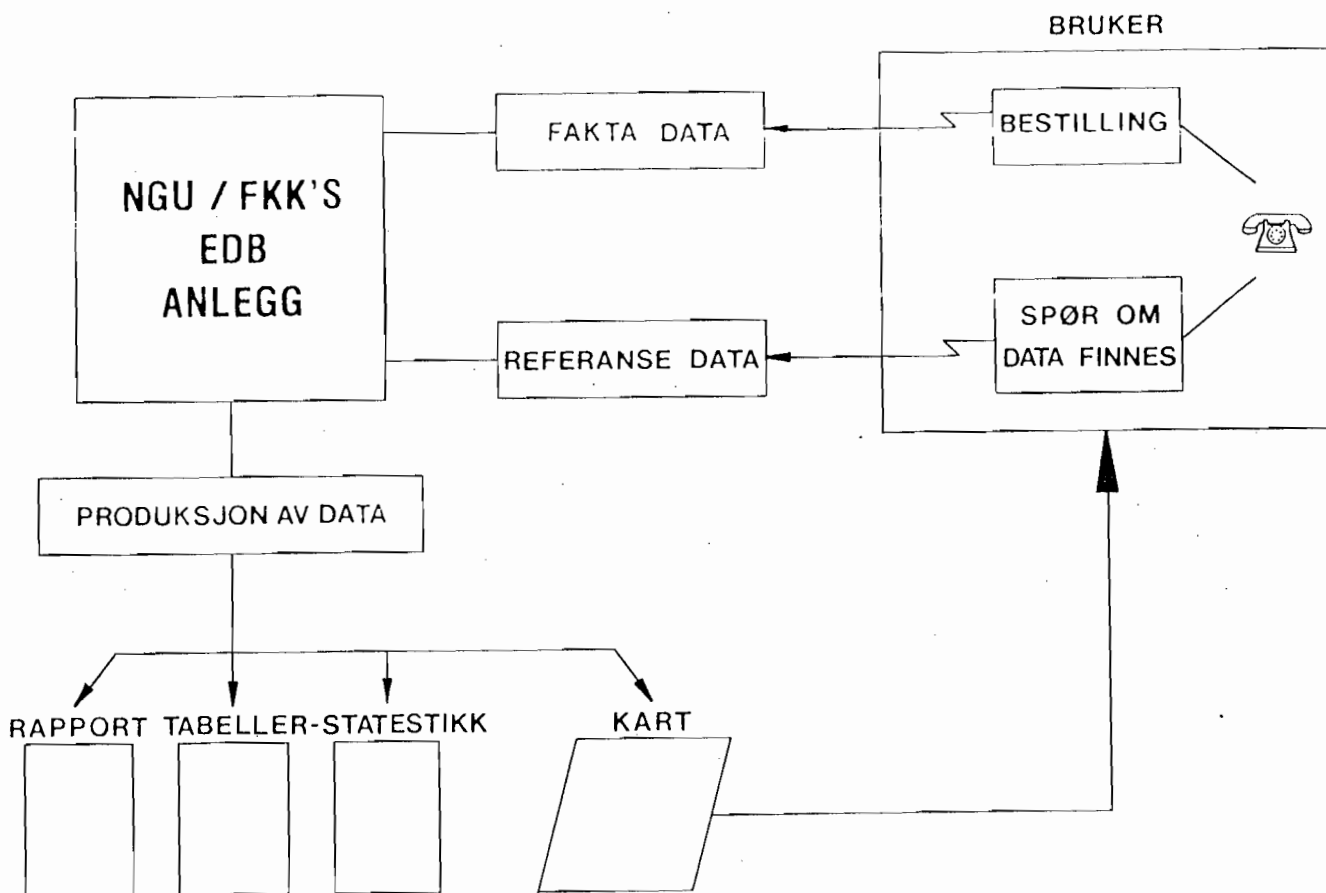 BRUKER
NGU / FKK'S
EDB
ANLEGG
FAKTA DATA
BESTILLING
REFERANSE DATA
SPØR OM
DATA FINNES
PRODUKSJON AV DATA
RAPPORT TABELLER-STATESTIKK KART